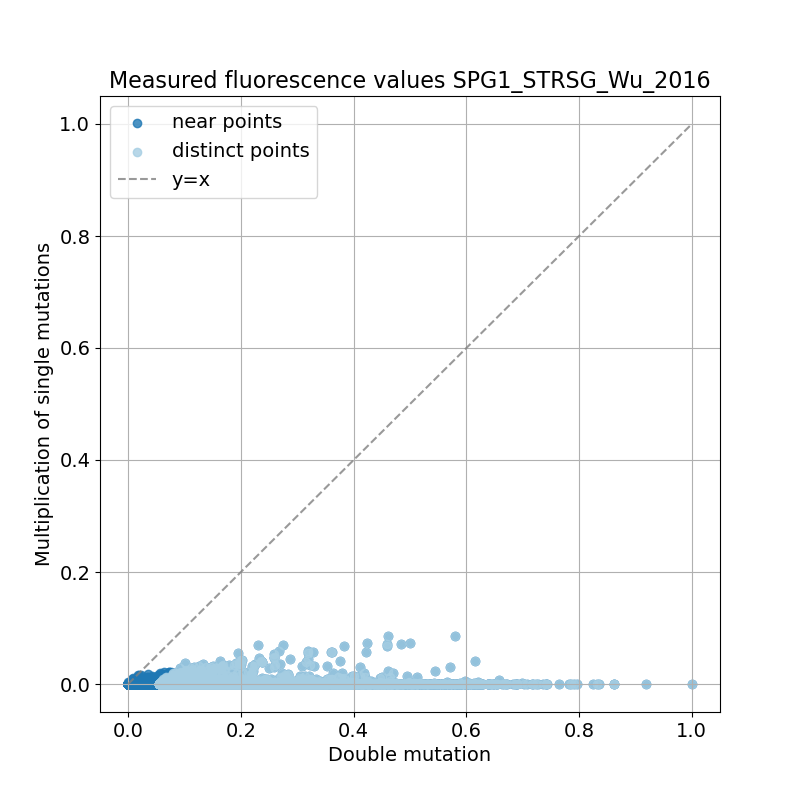 Measured fluorescence values SPG1_STRSG_Wu_2016
near points
distinct points
y=x
Multiplication of single mutations
1.0
0.8
0.6
0.4
0.2
0.0
0.0 0.2 0.4 0.6 0.8 1.0
Double mutation